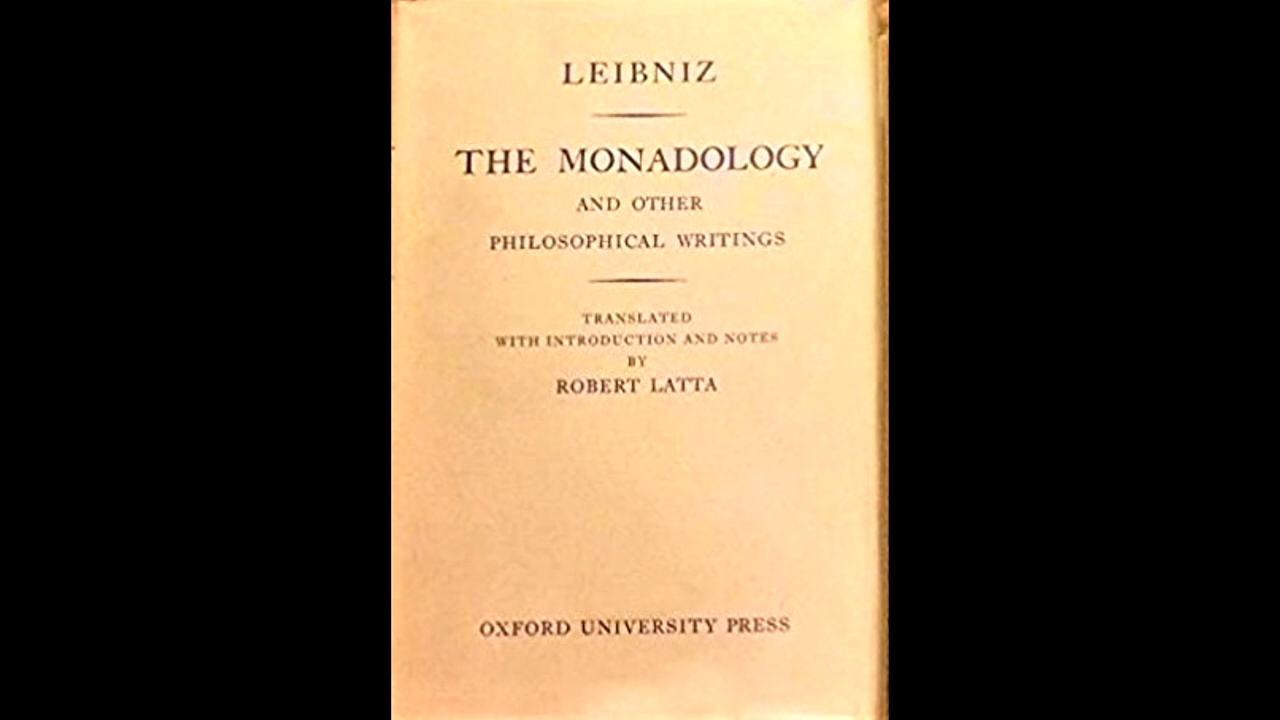 LEIBNIZ
THE MONADOLOGY
AND OTHER
PHILOSOPHICAL WRITINGS
TRANSLATED
WITH INTRODUCTION AND NOTES
BY
ROBERT LATTA
OXFORD UNIVERSITY PRESS